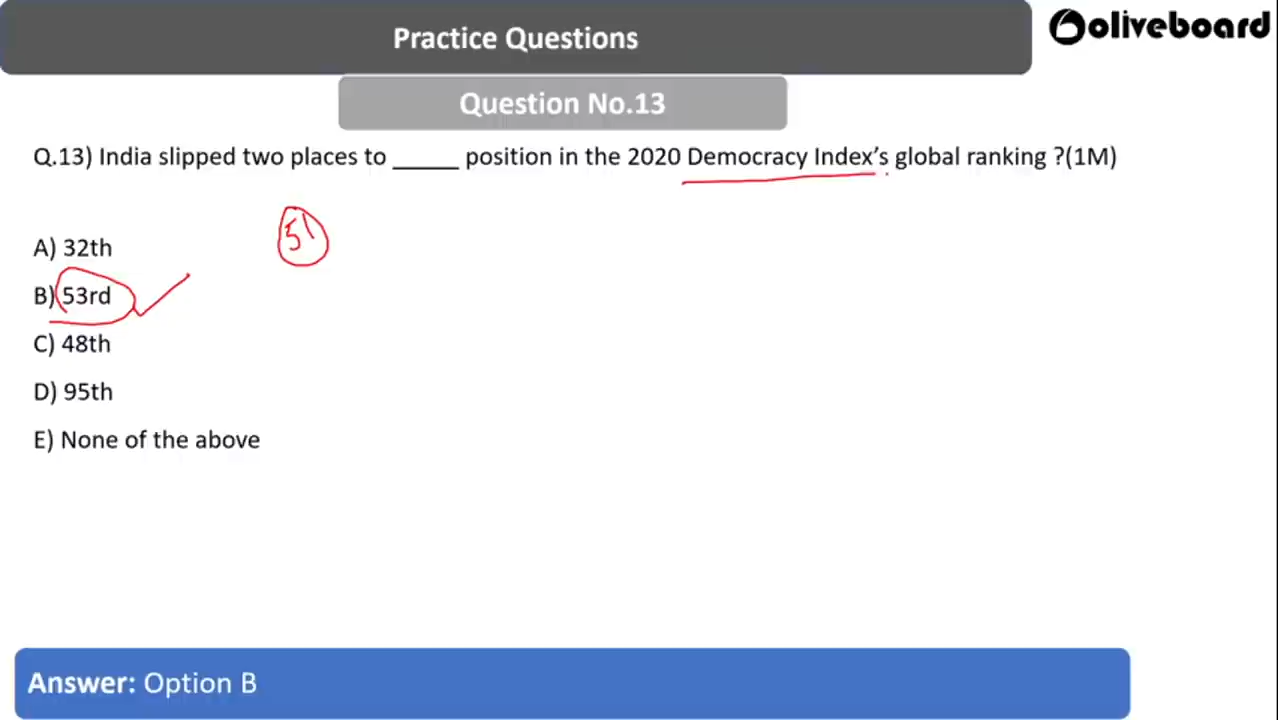 Practice Questions
oliveboard
Question No.13
Q.13) India slipped two places to _____ position in the 2020 Democracy Index’s global ranking ?(1M)
51
A) 32th
B) 53rd
C) 48th
D) 95th
E) None of the above
Answer: Option B